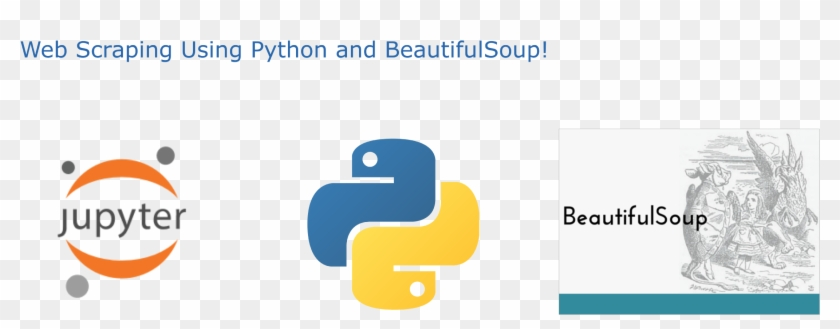 Web Scraping Using Python and BeautifulSoup!
jupyter
BeautifulSoup